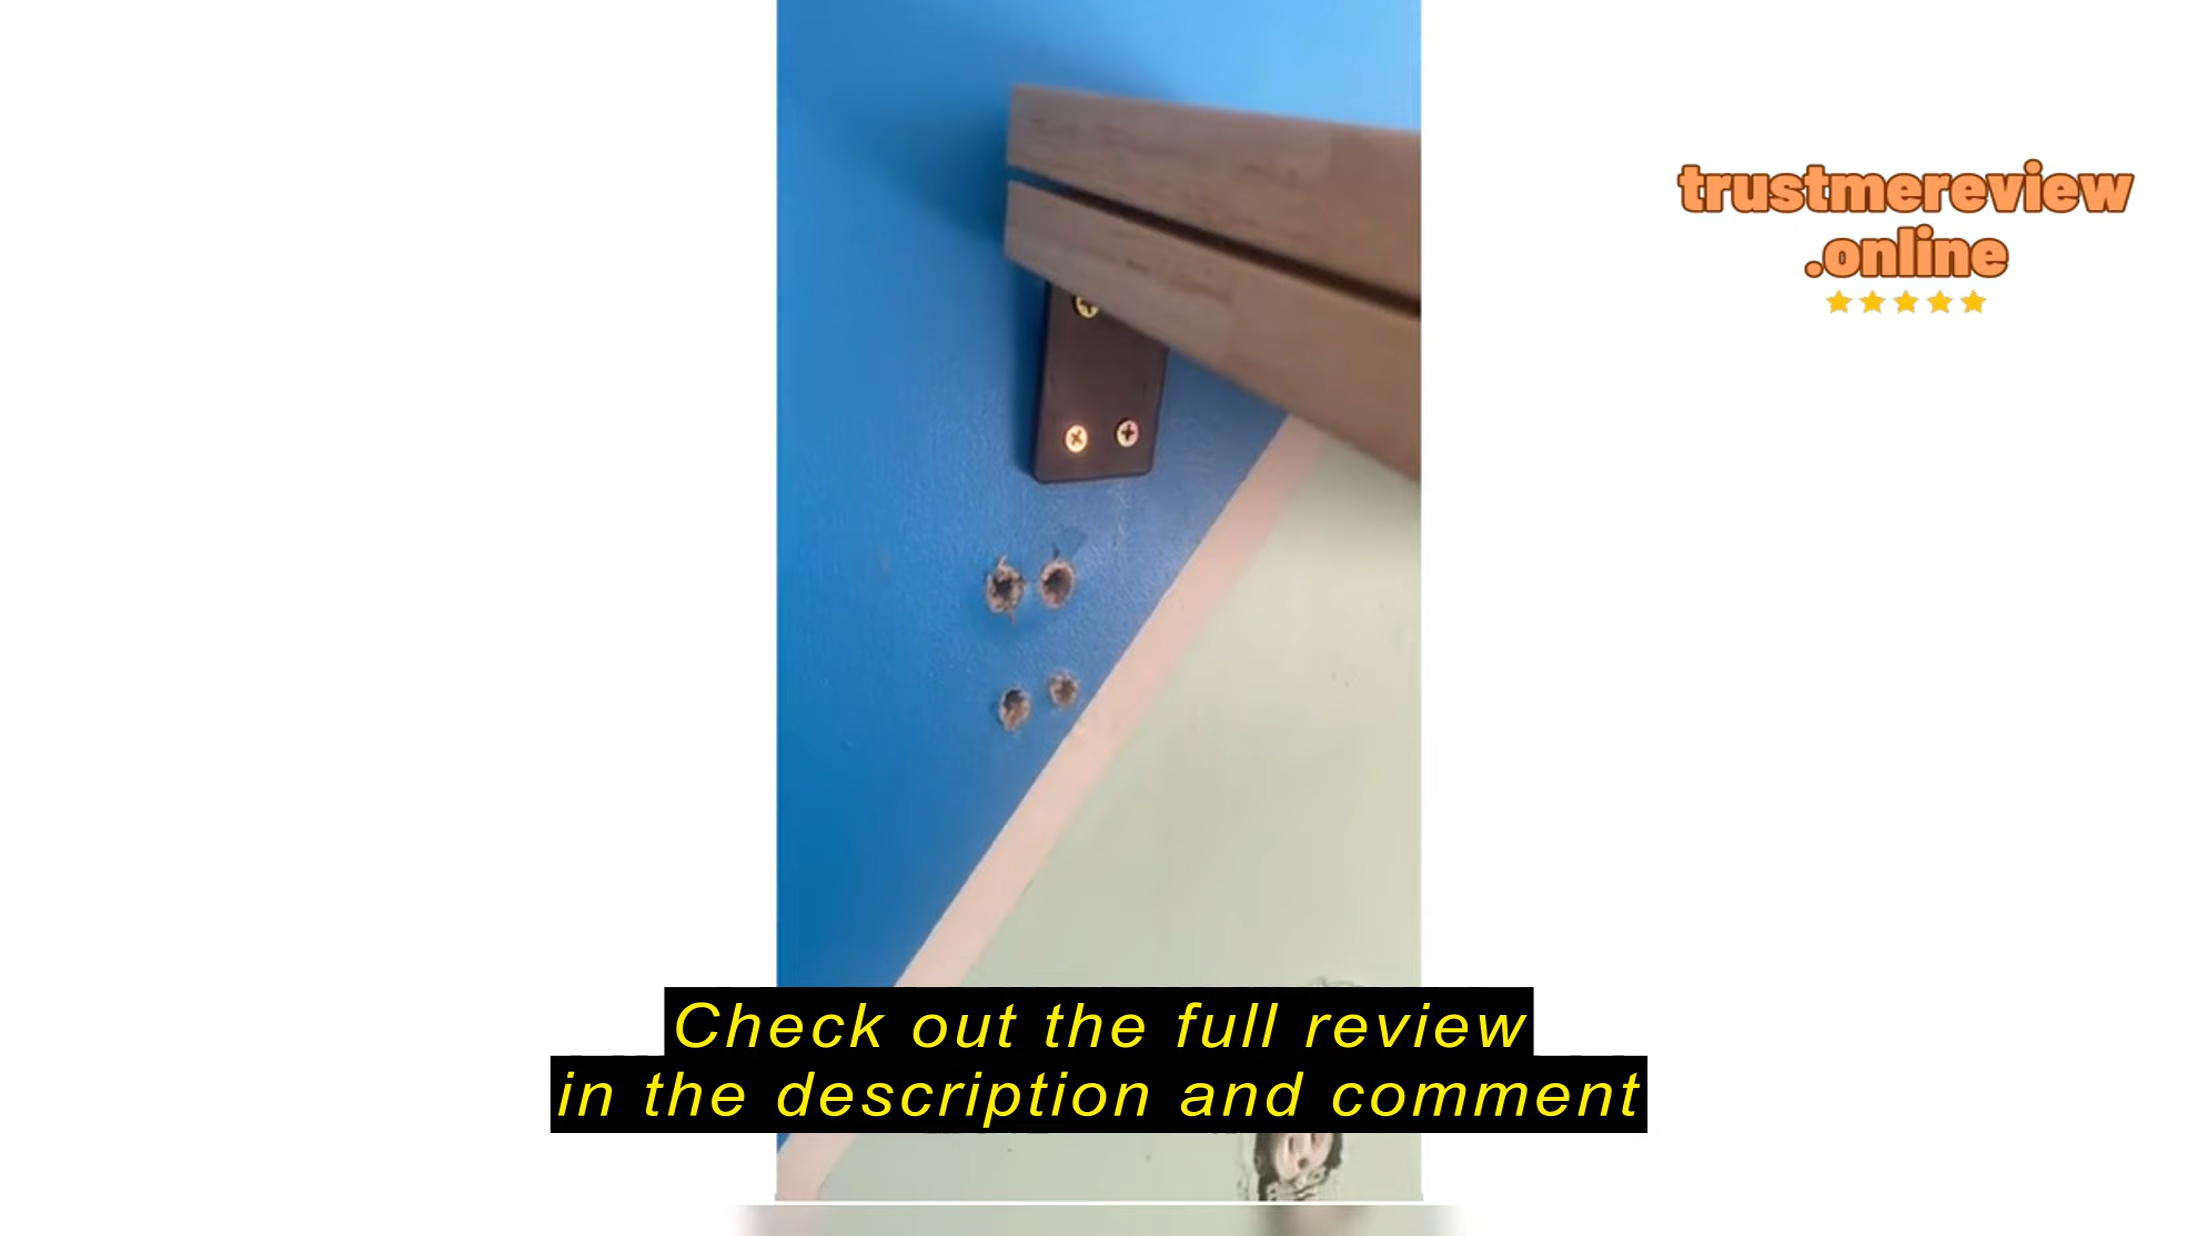 trustmereview
.online
Check out the full review
in the description and comment